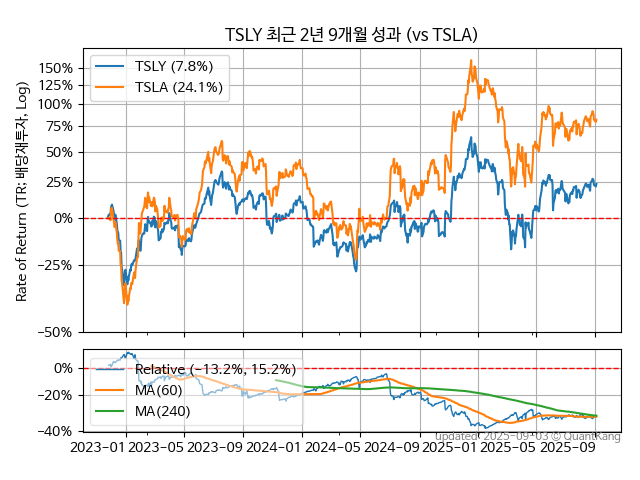 TSLY 최근 2년 9개월 성과 (vs TSLA)
Rate of Return (TR: 배당재투자, Log)
150%
125%
100%
75%
50%
25%
0%
−25%
−50%
TSLY (7.8%)
TSLA (24.1%)
0%
−20%
−40%
Relative (−13.2%, 15.2%)
MA(60)
MA(240)
updated: 2025-09-03 © QuantKang
2023−01 2023−05 2023−09 2024−01 2024−05 2024−09 2025−01 2025−05 2025−09